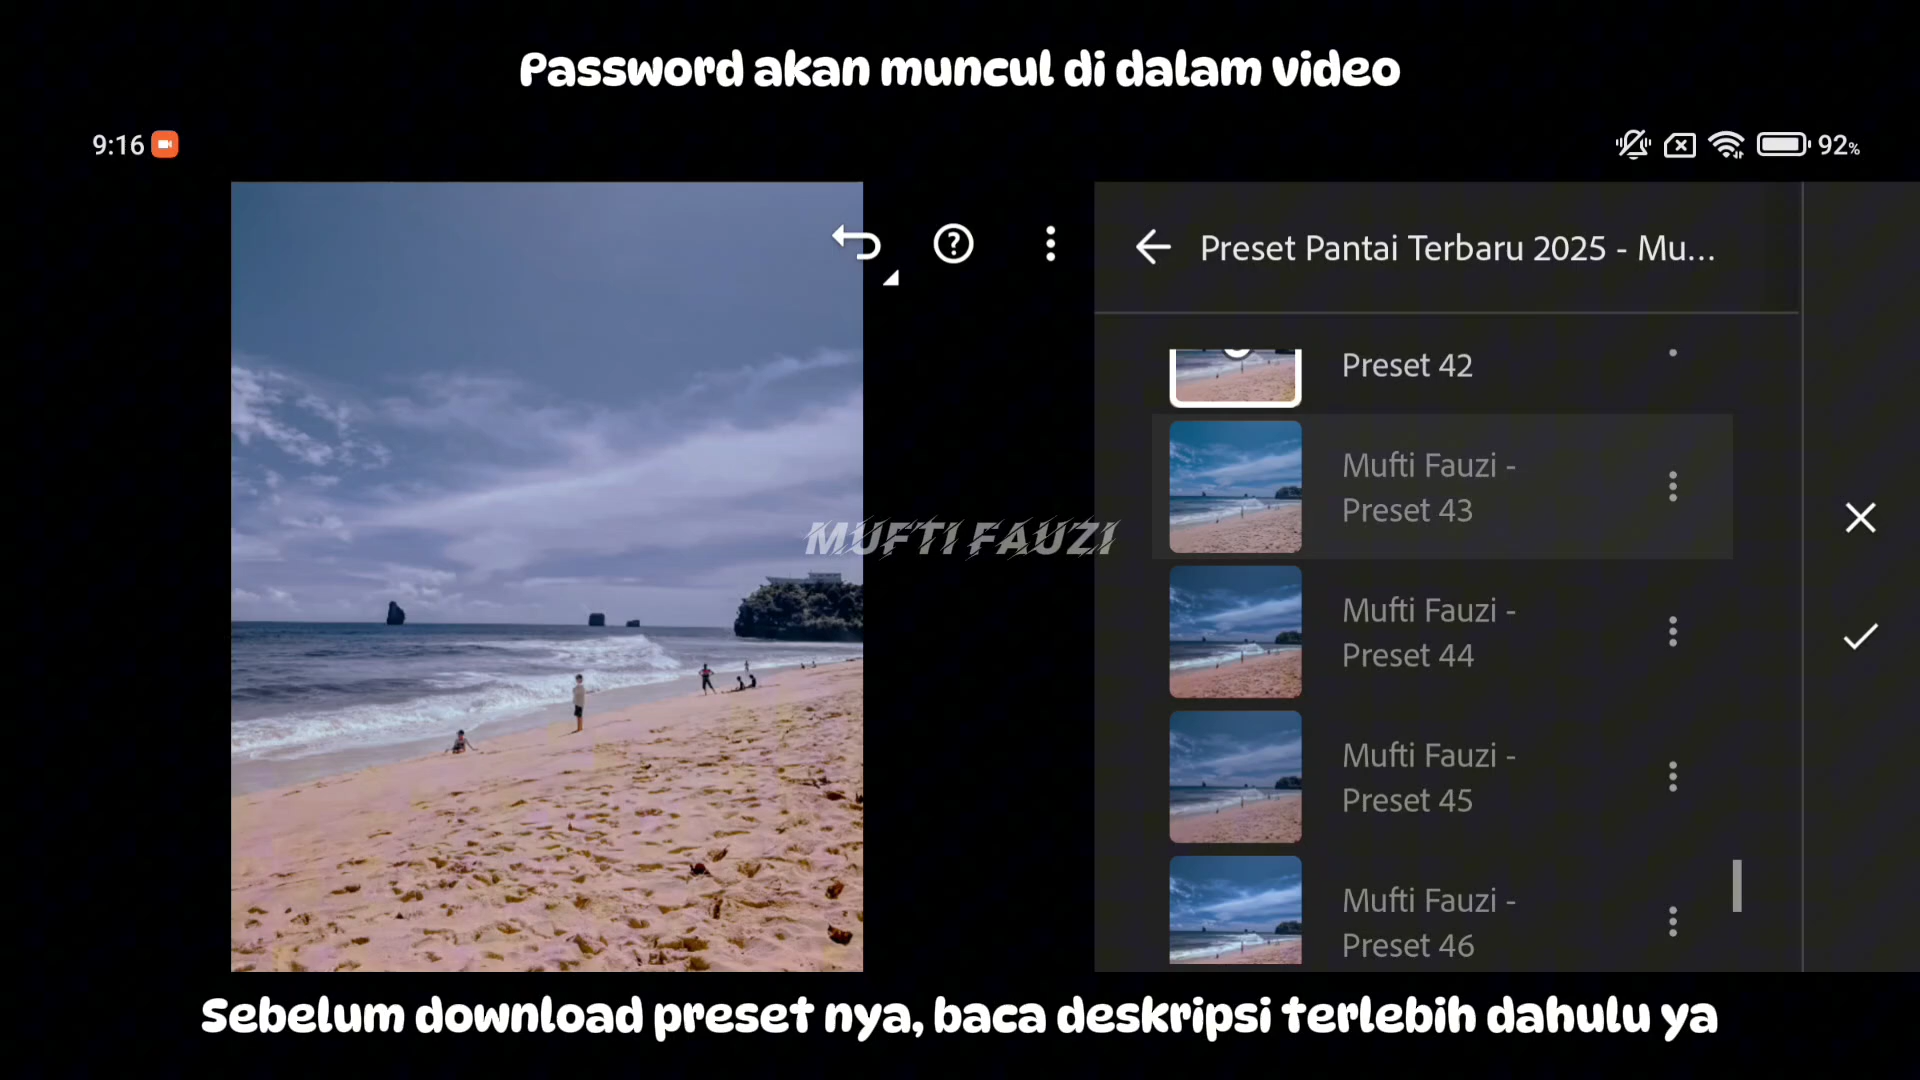 Password akan muncul di dalam video
9:16
92%
Preset Pantai Terbaru 2025 - Mu...
Preset 42
Mufti Fauzi -
Preset 43
MUFTI FAUZI
Mufti Fauzi -
Preset 44
Mufti Fauzi -
Preset 45
Mufti Fauzi -
Preset 46
Sebelum download preset nya, baca deskripsi terlebih dahulu ya